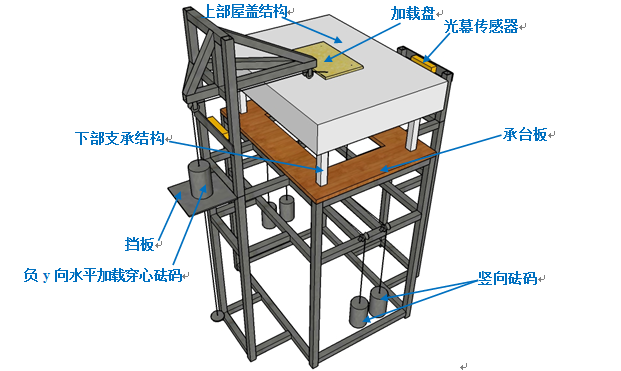 上部屋盖结构
加载盘
光幕传感器
下部支承结构
承台板
挡板
负 y 向水平加载穿心砝码
竖向砝码